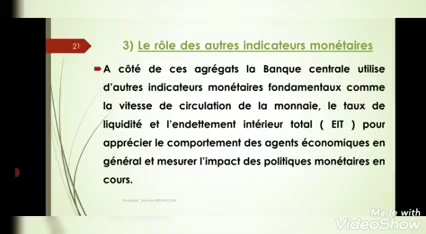 21
3) Le rôle des autres indicateurs monétaires
A côté de ces agrégats la Banque centrale utilise
d'autres indicateurs monétaires fondamentaux comme
la vitesse de circulation de la monnaie, le taux de
liquidité et l'endettement intérieur total ( EIT ) pour
apprécier le comportement des agents économiques en
général et mesurer l'impact des politiques monétaires en
cours.
Made with
VideoShow